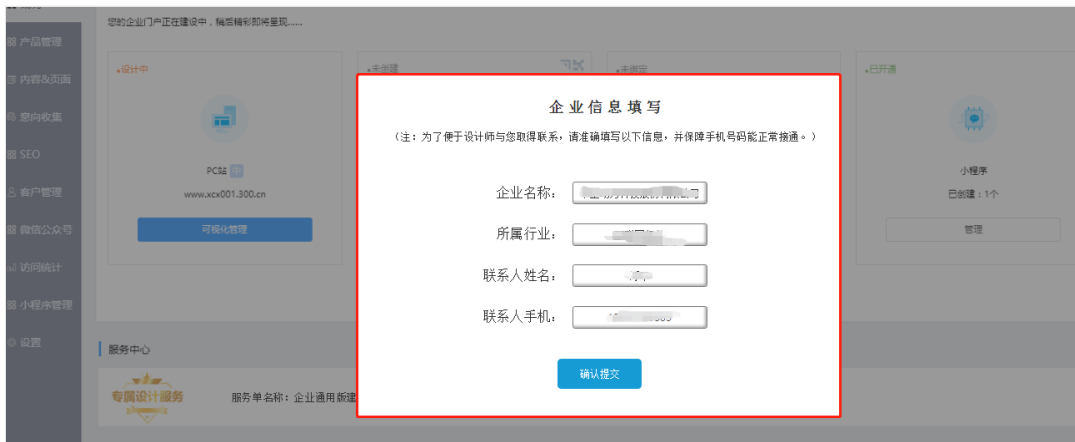 您的企业门户正在建设中，稍后精彩即将呈现......
产品管理
内容&页面
意向收集
SEO
客户管理
微信公众号
访问统计
小程序管理
设置
设计中
未创建
未绑定
已开通
PC站 中
www.xcx001.300.cn
可视化管理
小程序
已创建：1个
管理
企业信息填写
（注：为了便于设计师与您取得联系，请准确填写以下信息，并保障手机号码能正常接通。）
企业名称：
所属行业：
联系人姓名：
联系人手机：
确认提交
服务中心
专属设计服务
服务单名称：企业通用版建